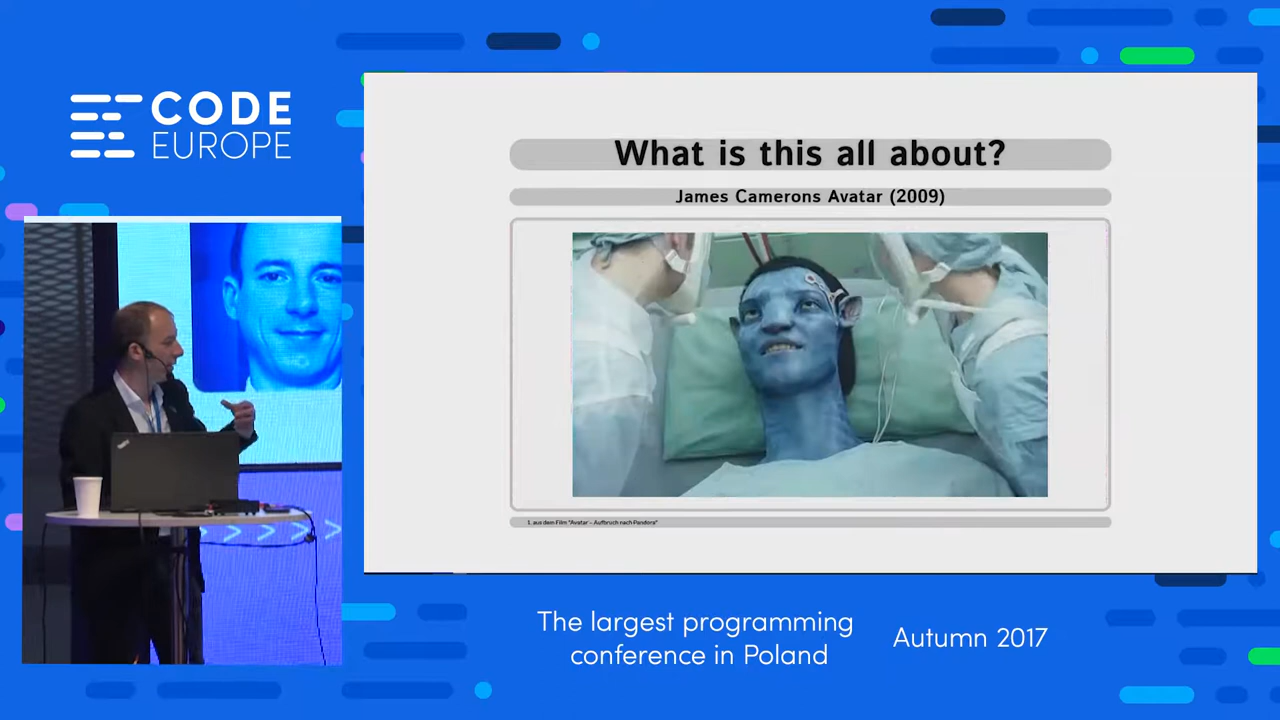 CODE
EUROPE
What is this all about?
James Camerons Avatar (2009)
1. aus dem Film "Avatar – Aufbruch nach Pandora"
The largest programming
conference in Poland
Autumn 2017